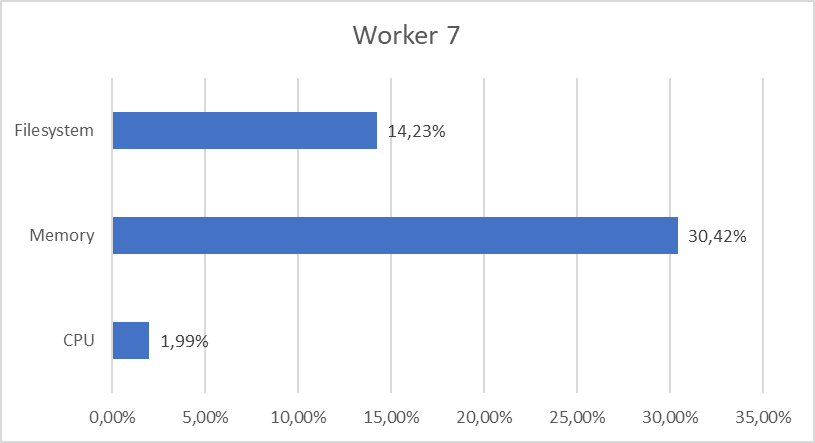 Worker 7
Filesystem
14,23%
Memory
30,42%
CPU
1,99%
0,00% 5,00% 10,00% 15,00% 20,00% 25,00% 30,00% 35,00%